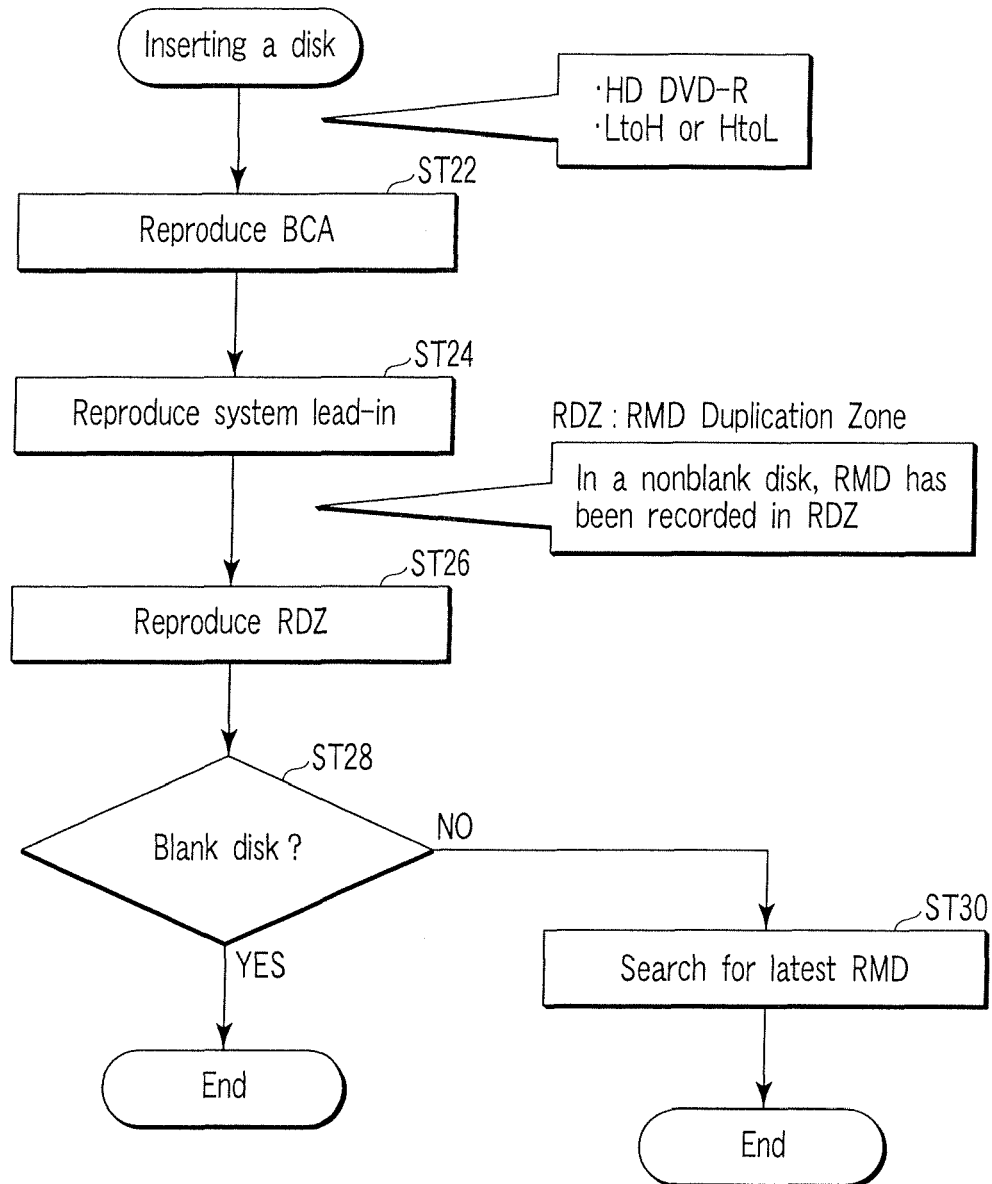 Inserting a disk
·HD DVD-R
·LtoH or HtoL
ST22
Reproduce BCA
ST24
Reproduce system lead-in
RDZ : RMD Duplication Zone
In a nonblank disk, RMD has
been recorded in RDZ
ST26
Reproduce RDZ
ST28
Blank disk ?
NO
YES
ST30
Search for latest RMD
End
End